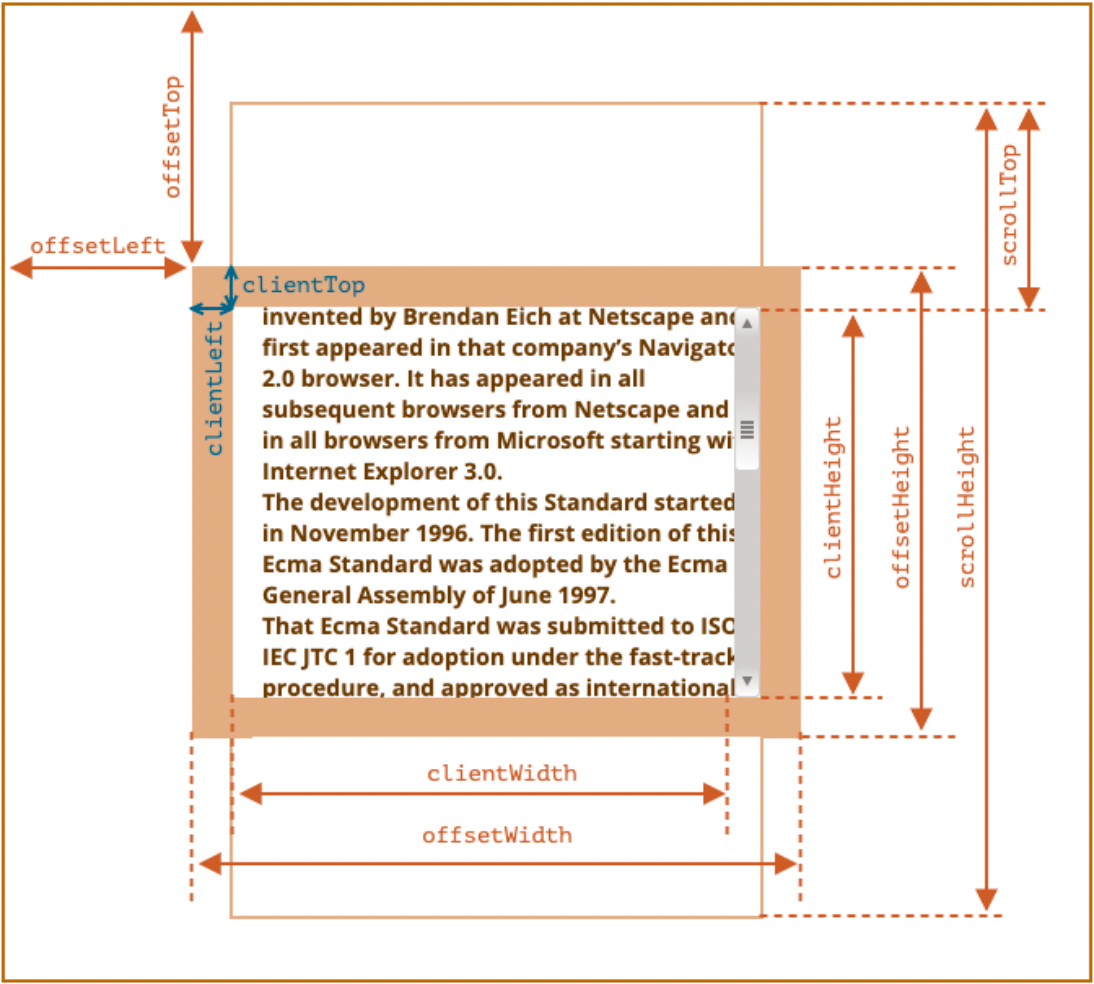 offsetTop
scrollTop
offsetLeft
clientTop
clientLeft
invented by Brendan Eich at Netscape and
first appeared in that company’s Navigato
2.0 browser. It has appeared in all
subsequent browsers from Netscape and
in all browsers from Microsoft starting wi
Internet Explorer 3.0.
The development of this Standard started
in November 1996. The first edition of this
Ecma Standard was adopted by the Ecma
General Assembly of June 1997.
That Ecma Standard was submitted to ISO
IEC JTC 1 for adoption under the fast-track
procedure, and approved as international
clientHeight
offsetHeight
scrollHeight
clientWidth
offsetWidth